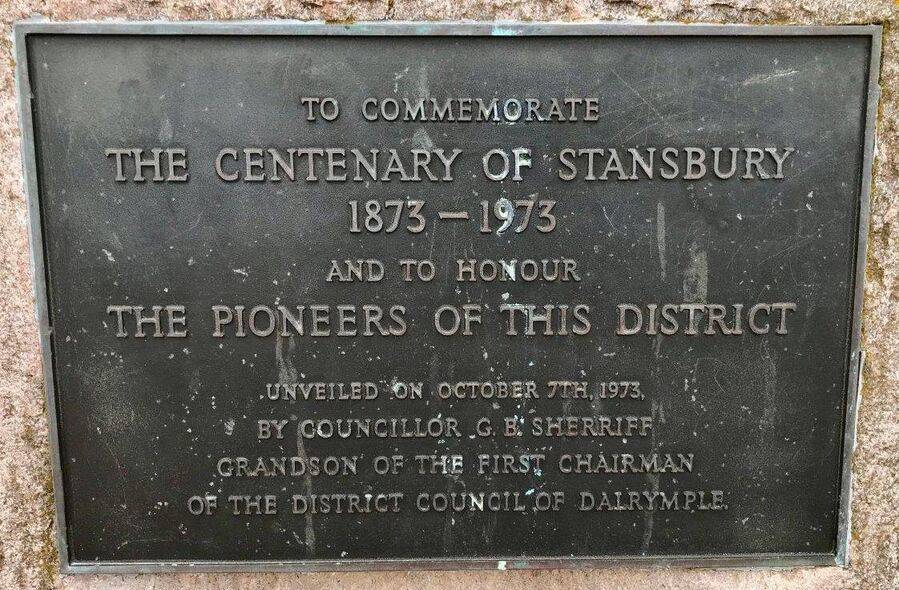 TO COMMEMORATE
THE CENTENARY OF STANSBURY
1873 – 1973
AND TO HONOUR
THE PIONEERS OF THIS DISTRICT
UNVEILED ON OCTOBER 7TH, 1973,
BY COUNCILLOR G. B. SHERRIFF
GRANDSON OF THE FIRST CHAIRMAN
OF THE DISTRICT COUNCIL OF DALRYMPLE.